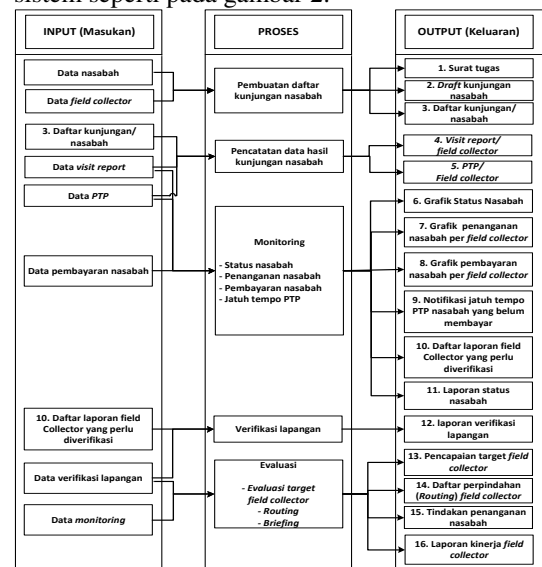 sistem seperti pada gambar 2.
INPUT (Masukan)
Data nasabah
Data field collector
3. Daftar kunjungan/
nasabah
Data visit report
Data PTP
Data pembayaran nasabah
10. Daftar laporan field
Collector yang perlu
diverifikasi
Data verifikasi lapangan
Data monitoring
PROSES
Pembuatan daftar
kunjungan nasabah
Pencatatan data hasil
kunjungan nasabah
Monitoring
- Status nasabah
- Penanganan nasabah
- Pembayaran nasabah
- Jatuh tempo PTP
Verifikasi lapangan
Evaluasi
- Evaluasi target
field collector
- Routing
- Briefing
OUTPUT (Keluaran)
1. Surat tugas
2. Draft kunjungan
nasabah
3. Daftar kunjungan/
nasabah
4. Visit report/
field collector
5. PTP/
Field collector
6. Grafik Status Nasabah
7. Grafik penganan
nasabah per field collector
8. Grafik pembayaran
nasabah per field collector
9. Notifikasi jatuh tempo
PTP nasabah yang belum
membayar
10. Daftar laporan field
Collector yang perlu
diverifikasi
11. Laporan status
nasabah
12. laporan verifikasi
lapangan
13. Pencapaian target field
collector
14. Daftar perpindahan
(Routing) field collector
15. Tindakan penanganan
nasabah
16. Laporan kinerja field
collector